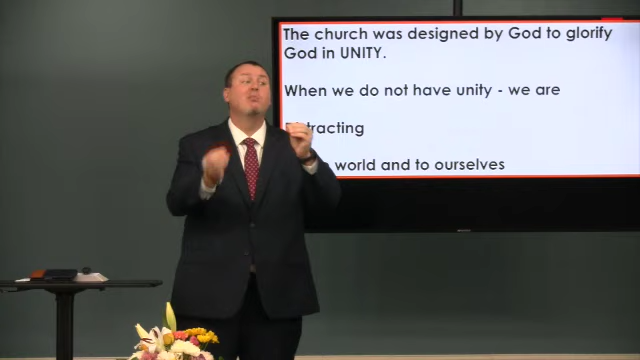 The church was designed by God to glorify
God in UNITY.
When we do not have unity - we are
world and to ourselves